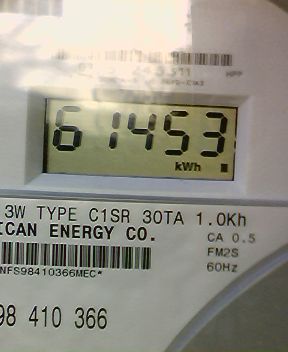 61453
kWh
3W TYPE C1SR 30TA 1.0Kh
ICAN ENERGY CO.
CA 0.5
FM2S
60Hz
NFS98410366MEC*
98 410 366